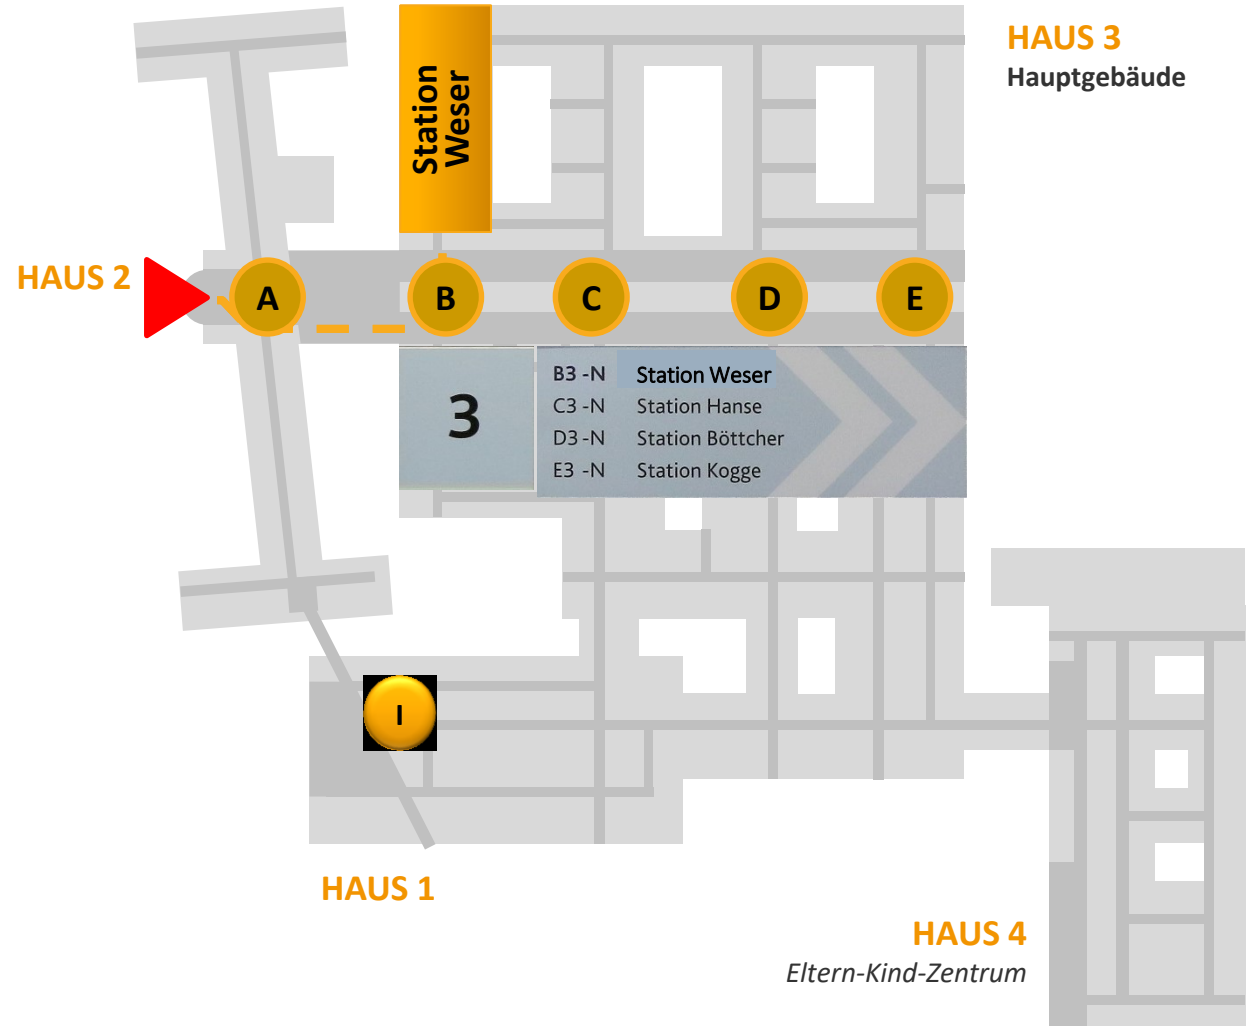 HAUS 3
Hauptgebäude
Station
Weser
HAUS 2
A
B
C
D
E
3
B3 -N Station Weser
C3 -N Station Hanse
D3 -N Station Böttcher
E3 -N Station Kogge
I
HAUS 1
HAUS 4
Eltern-Kind-Zentrum